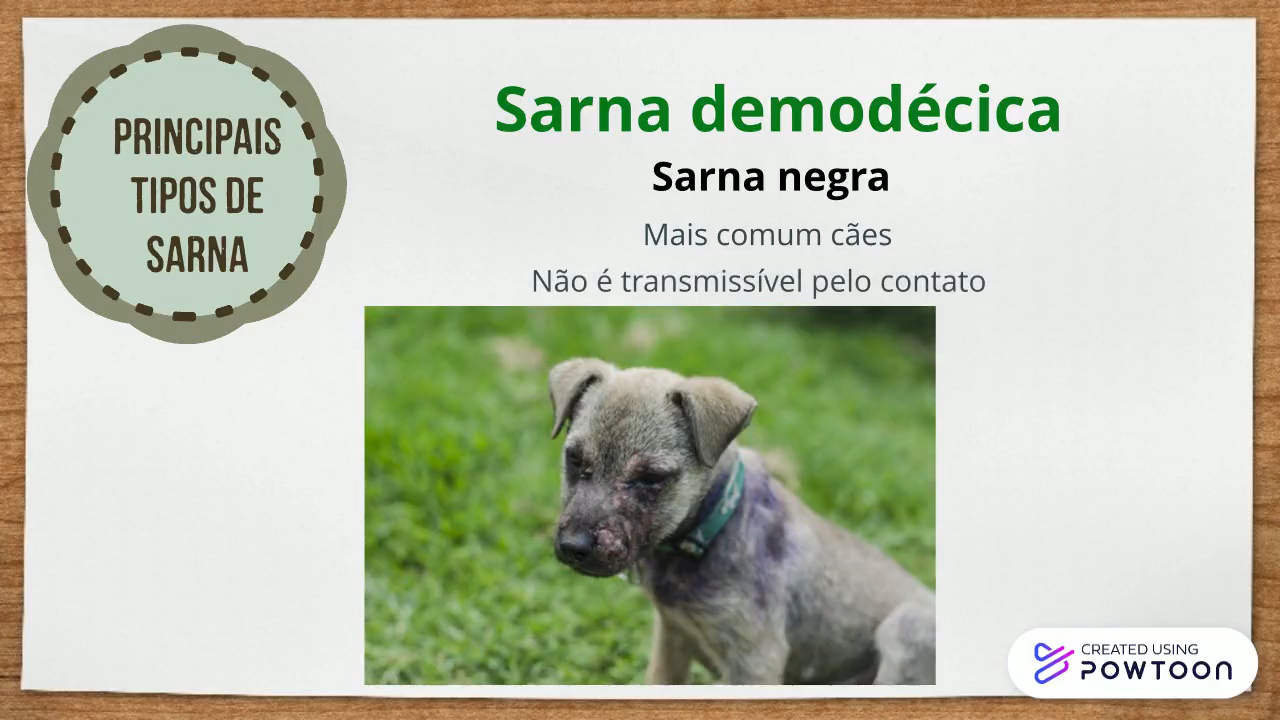 PRINCIPAIS
TIPOS DE
SARNA
Sarna demodécica
Sarna negra
Mais comum cães
Não é transmissível pelo contato
CREATED USING
POWTOON